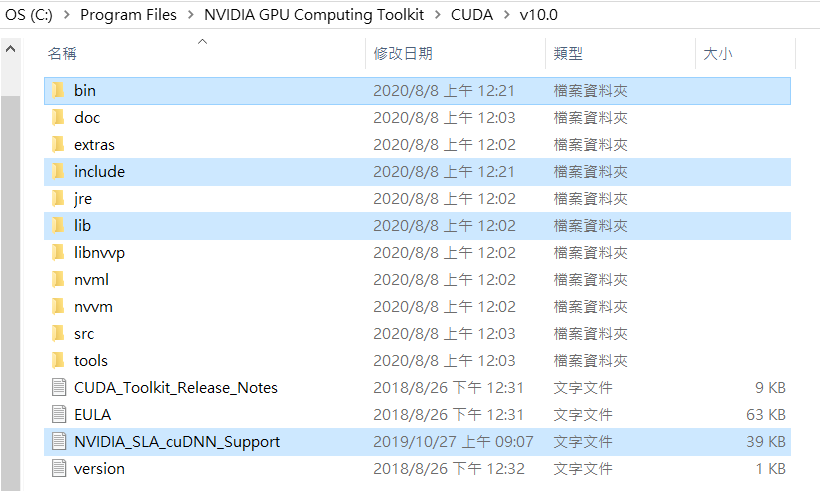 OS (C:) > Program Files > NVIDIA GPU Computing Toolkit > CUDA > v10.0
名稱 修改日期 類型 大小
bin 2020/8/8 上午 12:21 檔案資料夾
doc 2020/8/8 上午 12:03 檔案資料夾
extras 2020/8/8 上午 12:02 檔案資料夾
include 2020/8/8 上午 12:21 檔案資料夾
jre 2020/8/8 上午 12:02 檔案資料夾
lib 2020/8/8 上午 12:02 檔案資料夾
libnvvp 2020/8/8 上午 12:02 檔案資料夾
nvml 2020/8/8 上午 12:02 檔案資料夾
nvvm 2020/8/8 上午 12:02 檔案資料夾
src 2020/8/8 上午 12:03 檔案資料夾
tools 2020/8/8 上午 12:03 檔案資料夾
CUDA_Toolkit_Release_Notes 2018/8/26 下午 12:31 文字文件 9 KB
EULA 2018/8/26 下午 12:31 文字文件 63 KB
NVIDIA_SLA_cuDNN_Support 2019/10/27 上午 09:07 文字文件 39 KB
version 2018/8/26 下午 12:32 文字文件 1 KB